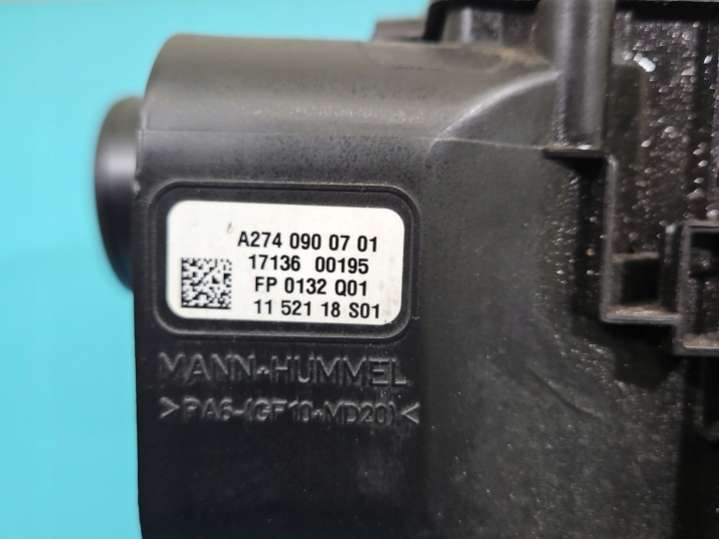 A274 090 07 01
17136 00195
FP 0132 Q01
11 521 18 S01
MANN+HUMMEL
>PA6-(GF10+MD20)<